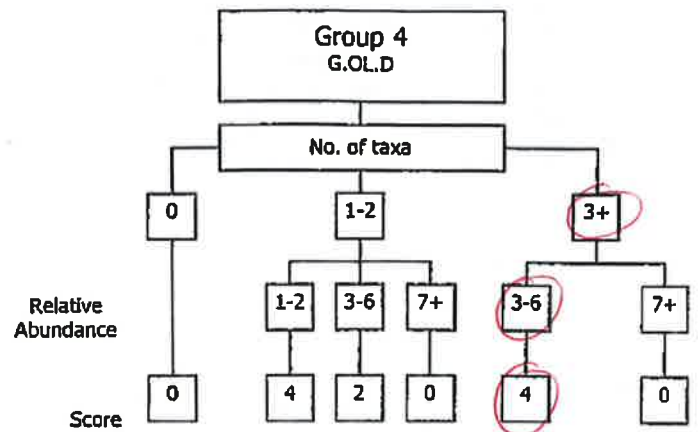 Group 4
G.OL.D
No. of taxa
0 1-2 3+
Relative
Abundance
1-2 3-6 7+ 3-6 7+
Score
0 4 2 0 4 0